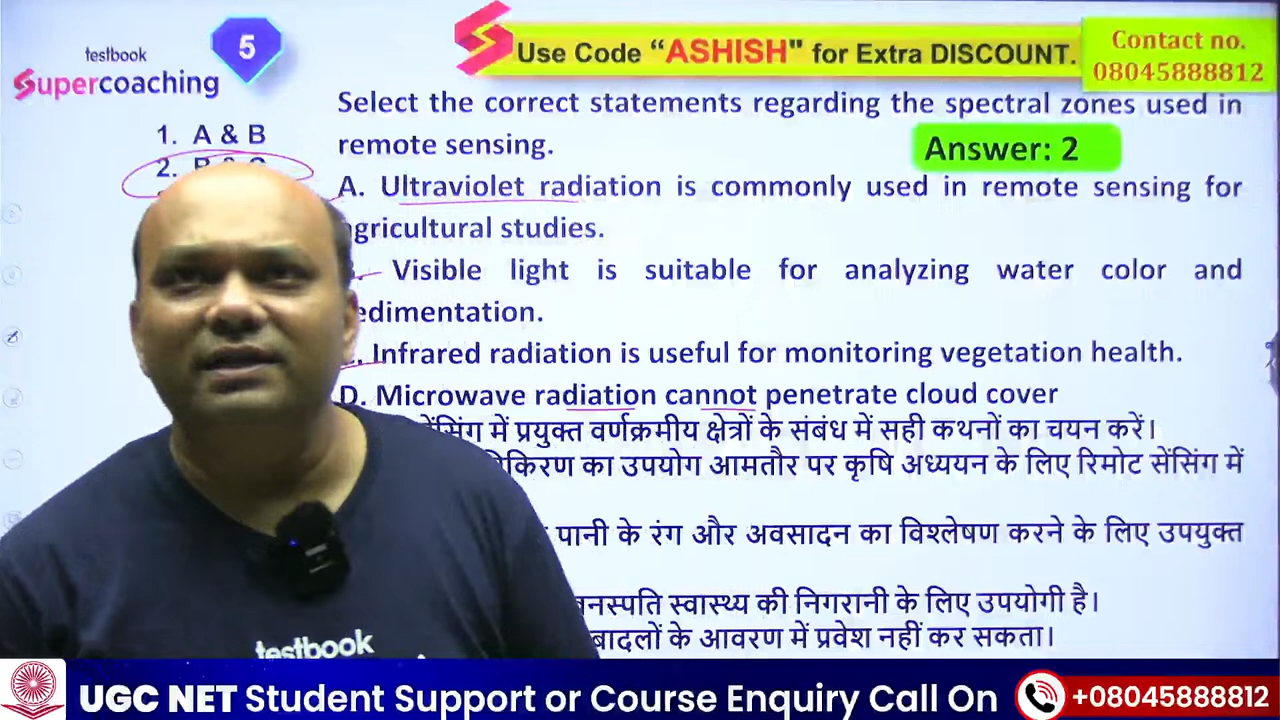 testbook
Supercoaching
5
Use Code “ASHISH" for Extra DISCOUNT.
Contact no.
08045888812
1. A & B
2.
Select the correct statements regarding the spectral zones used in
remote sensing.
Answer: 2
A. Ultraviolet radiation is commonly used in remote sensing for
agricultural studies.
Visible light is suitable for analyzing water color and
edimentation.
Infrared radiation is useful for monitoring vegetation health.
D. Microwave radiation cannot penetrate cloud cover
सेंसिंग में प्रयुक्त वर्णक्रमीय क्षेत्रों के संबंध में सही कथनों का चयन करें।
विकिरण का उपयोग आमतौर पर कृषि अध्ययन के लिए रिमोट सेंसिंग में
पानी के रंग और अवसादन का विश्लेषण करने के लिए उपयुक्त
वनस्पति स्वास्थ्य की निगरानी के लिए उपयोगी है।
बादलों के आवरण में प्रवेश नहीं कर सकता।
testbook
UGC NET Student Support or Course Enquiry Call On
+08045888812